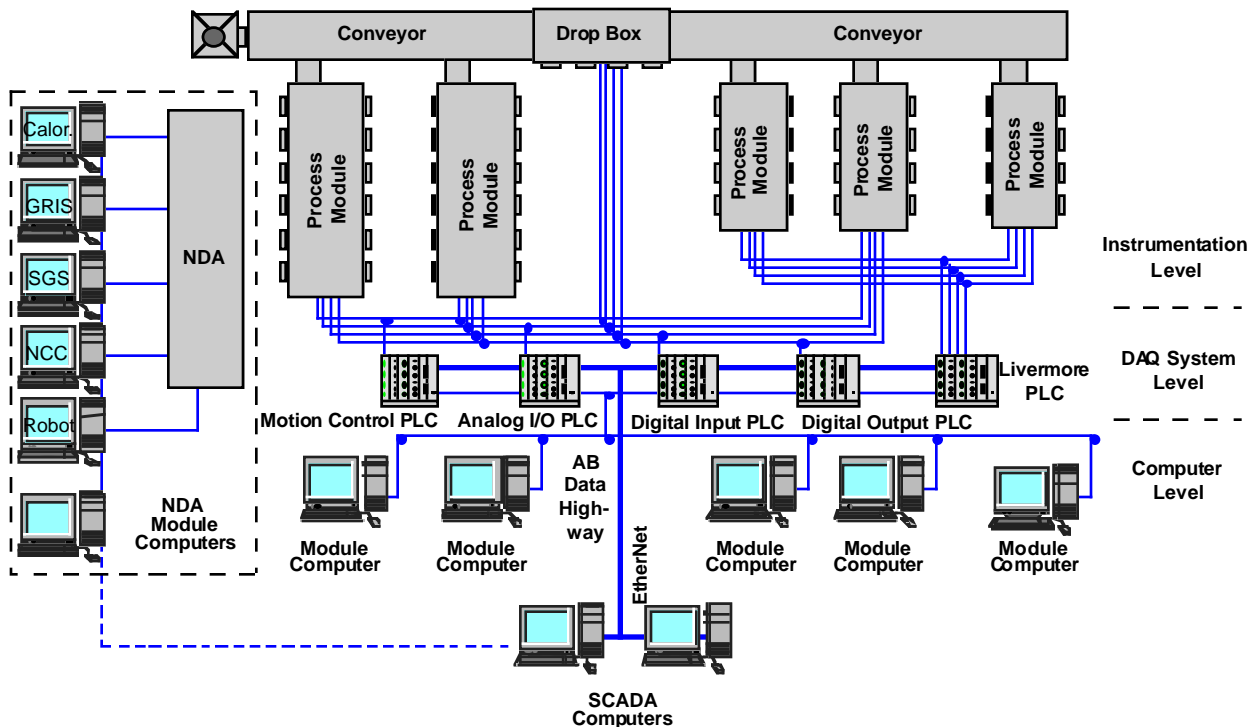 Conveyor
Drop Box
Conveyor
Process
Module
Process
Module
Process
Module
Process
Module
Process
Module
Calor.
GRIS
SGS
NCC
Robot
NDA
NDA
Module
Computers
Instrumentation
Level
DAQ System
Level
Computer
Level
Livermore
PLC
Motion Control PLC
Analog I/O PLC
Digital Input PLC
Digital Output PLC
AB
Data
High-
way
EtherNet
Module
Computer
Module
Computer
Module
Computer
Module
Computer
Module
Computer
SCADA
Computers